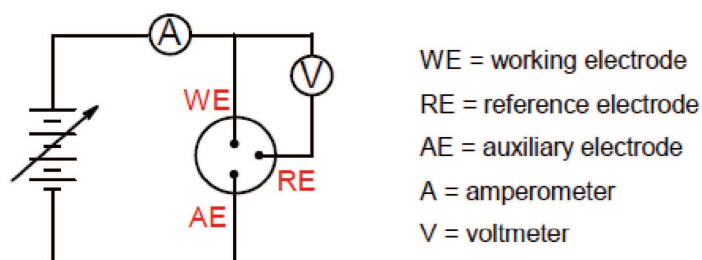 A
V
WE
RE
AE
WE = working electrode
RE = reference electrode
AE = auxiliary electrode
A = amperometer
V = voltmeter